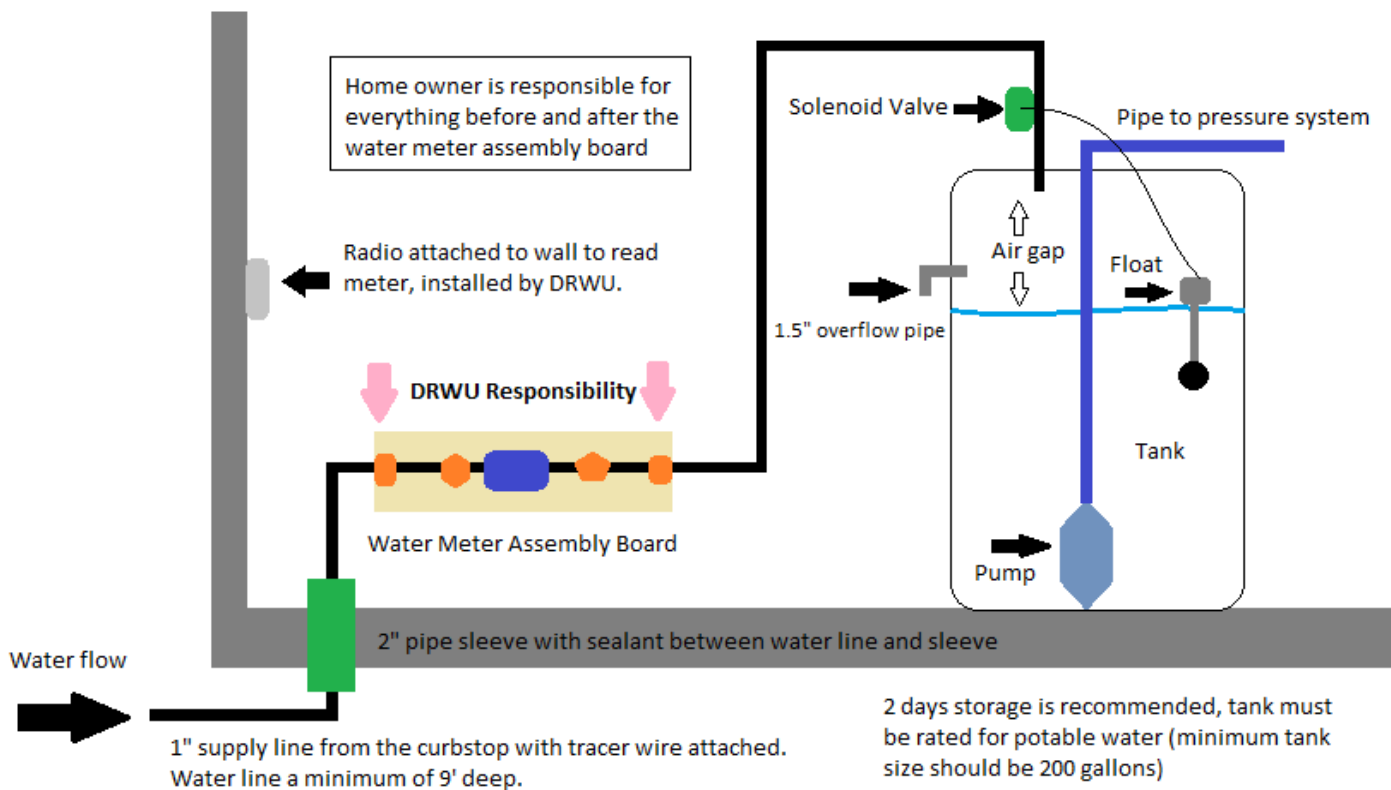 Home owner is responsible for
everything before and after the
water meter assembly board
Solenoid Valve
Pipe to pressure system
Radio attached to wall to read
meter, installed by DRWU.
Air gap
Float
1.5" overflow pipe
DRWU Responsibility
Tank
Water Meter Assembly Board
Pump
2" pipe sleeve with sealant between water line and sleeve
Water flow
1" supply line from the curbstop with tracer wire attached.
Water line a minimum of 9' deep.
2 days storage is recommended, tank must
be rated for potable water (minimum tank
size should be 200 gallons)